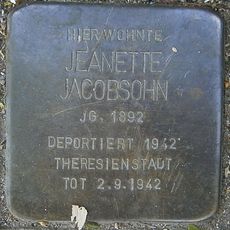 HIER WOHNTE
JEANETTE
JACOBSOHN
JG. 1892
DEPORTIERT 1942
THERESIENSTADT
TOT 2.9.1942